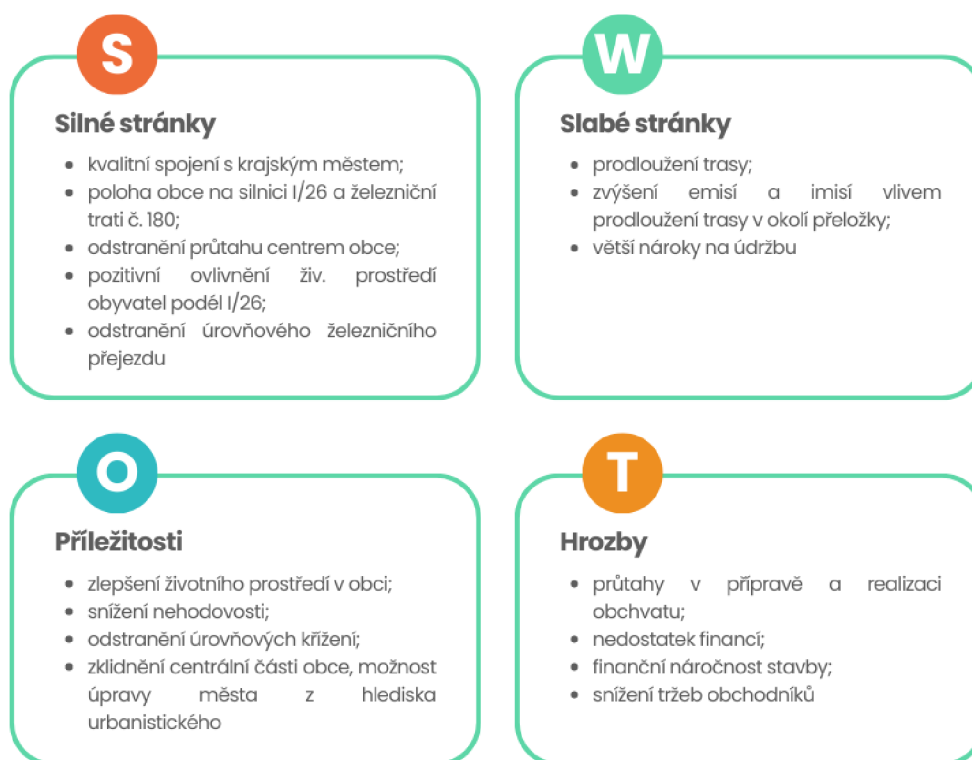 S
Silné stránky
• kvalitní spojení s krajským městem;
• poloha obce na silnici I/26 a železniční
trati č. 180;
• odstranění průtahu centrem obce;
• pozitivní ovlivnění živ. prostředí
obyvatel podél I/26;
• odstranění úrovňového železničního
přejezdu
W
Slabé stránky
• prodloužení trasy;
• zvýšení emisí a imisí vlivem
prodloužení trasy v okolí přeložky;
• větší nároky na údržbu
O
Příležitosti
• zlepšení životního prostředí v obci;
• snížení nehodovosti;
• odstranění úrovňových křížení;
• zklidnění centrální části obce, možnost
úpravy města z hlediska
urbanistického
T
Hrozby
• průtahy v přípravě a realizaci
obchvatu;
• nedostatek financí;
• finanční náročnost stavby;
• snížení tržeb obchodníků